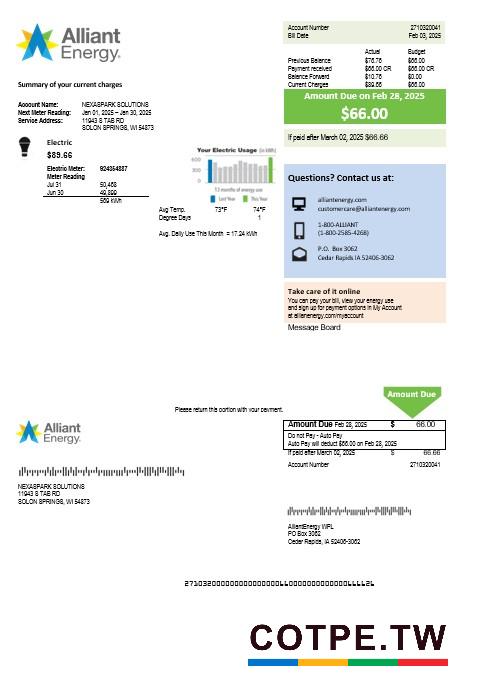 Alliant
Energy.
Account Number 2710320041
Bill Date Feb 03, 2025
Actual Budget
Previous Balance $76.76 $66.00
Payment received $66.00 CR $66.00 CR
Balance Forward $10.76 $0.00
Current Charges $89.66 $66.00
Amount Due on Feb 28, 2025
$66.00
If paid after March 02, 2025 $66.66
Summary of your current charges
Account Name: NEXASPARK SOLUTIONS
Next Meter Reading: Jan 01, 2025 – Jan 30, 2025
Service Address: 11943 S TAB RD
SOLON SPRINGS, WI 54873
Electric
$89.66
Electric Meter: 924354887
Meter Reading
Jul 31 50,468
Jun 30 49,899
569 kWh
Your Electric Usage (in kWh)
600
300
0
13 months of energy use
Last Year This Year
Avg Temp. 73°F 74°F
Degree Days 1
Avg. Daily Use This Month = 17.24 kWh
Questions? Contact us at:
alliantenergy.com
customercare@alliantenergy.com
1-800-ALLIANT
(1-800-2585-4268)
P.O. Box 3062
Cedar Rapids IA 52406-3062
Take care of it online
You can pay your bill, view your energy use
and sign up for payment options in My Account
at alliantenergy.com/myaccount
Message Board
Please return this portion with your payment.
Amount Due
Alliant
Energy.
Amount Due Feb 28, 2025 $ 66.00
Do not Pay - Auto Pay
Auto Pay will deduct $66.00 on Feb 28, 2025
If paid after March 02, 2025 $ 66.66
Account Number 2710320041
NEXASPARK SOLUTIONS
11943 S TAB RD
SOLON SPRINGS, WI 54873
AlliantEnergy WPL
PO Box 3062
Cedar Rapids, IA 52406-3062
COTPE.TW